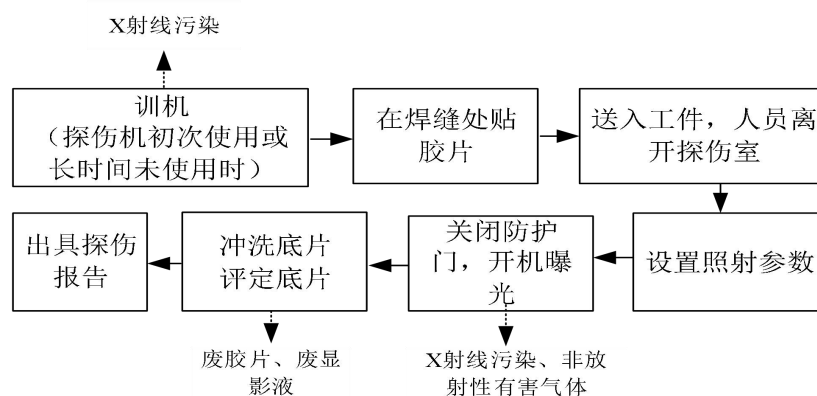 X射线污染
训机
（探伤机初次使用或
长时间未使用时）
在焊缝处贴
胶片
送入工件，人员离
开探伤室
设置照射参数
关闭防护
门，开机曝
光
冲洗底片
评定底片
出具探伤
报告
废胶片、废显
影液
X射线污染、非放
射性有害气体